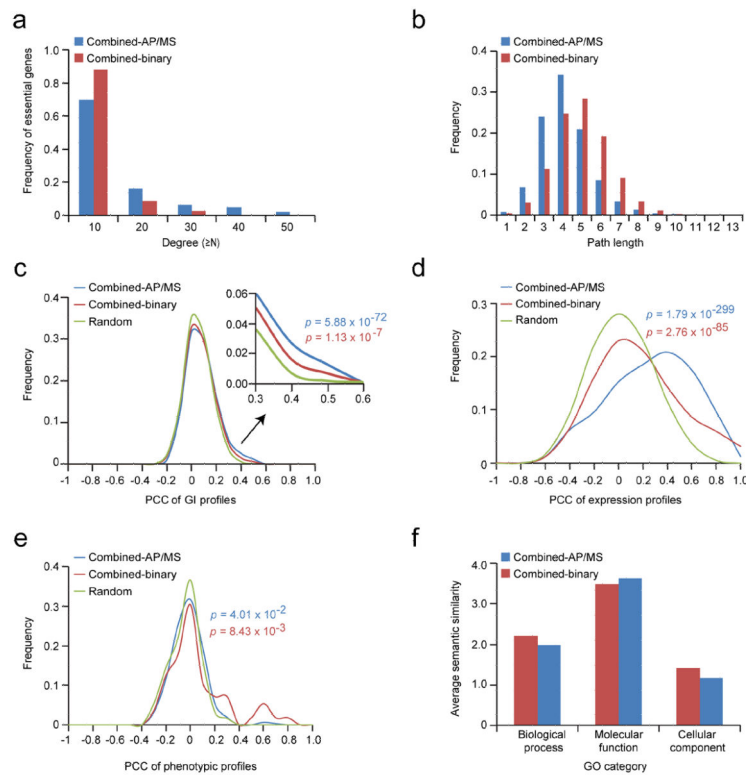 a
Combined-AP/MS
Combined-binary
Frequency of essential genes
1.0
0.8
0.6
0.4
0.2
0
10 20 30 40 50
Degree (≥N)
b
Combined-AP/MS
Combined-binary
Frequency
0.4
0.3
0.2
0.1
0
1 2 3 4 5 6 7 8 9 10 11 12 13
Path length
c
Combined-AP/MS
Combined-binary
Random
Frequency
0.4
0.3
0.2
0.1
0
-1 -0.8 -0.6 -0.4 -0.2 0 0.2 0.4 0.6 0.8 1.0
PCC of GI profiles
0.06
0.04
0.02
0.00
0.3 0.4 0.5 0.6
p = 5.88 x 10-72
p = 1.13 x 10-7
d
Combined-AP/MS
Combined-binary
Random
Frequency
0.3
0.2
0.1
0
-1 -0.8 -0.6 -0.4 -0.2 0 0.2 0.4 0.6 0.8 1.0
PCC of expression profiles
p = 1.79 x 10-299
p = 2.76 x 10-85
e
Combined-AP/MS
Combined-binary
Random
Frequency
0.4
0.3
0.2
0.1
0
-1 -0.8 -0.6 -0.4 -0.2 0 0.2 0.4 0.6 0.8 1.0
PCC of phenotypic profiles
p = 4.01 x 10-2
p = 8.43 x 10-3
f
Combined-AP/MS
Combined-binary
Average semantic similarity
4.0
3.0
2.0
1.0
0
Biological Molecular Cellular
process function component
GO category